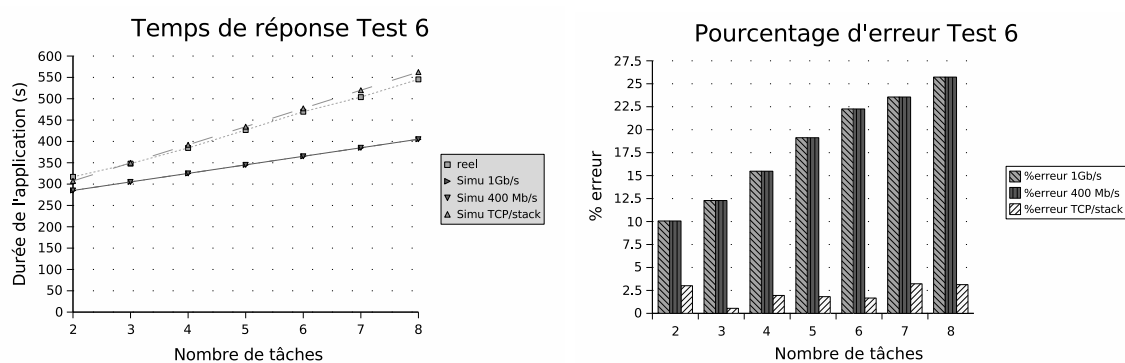 Temps de réponse Test 6
600
550
500
450
400
350
300
250
200
150
100
50
0
Durée de l'application (s)
2 3 4 5 6 7 8
Nombre de tâches
reel
Simu 1Gb/s
Simu 400 Mb/s
Simu TCP/stack
Pourcentage d'erreur Test 6
27.5
25
22.5
20
17.5
15
12.5
10
7.5
5
2.5
0
% erreur
2 3 4 5 6 7 8
Nombre de tâches
%erreur 1Gb/s
%erreur 400 Mb/s
%erreur TCP/stack